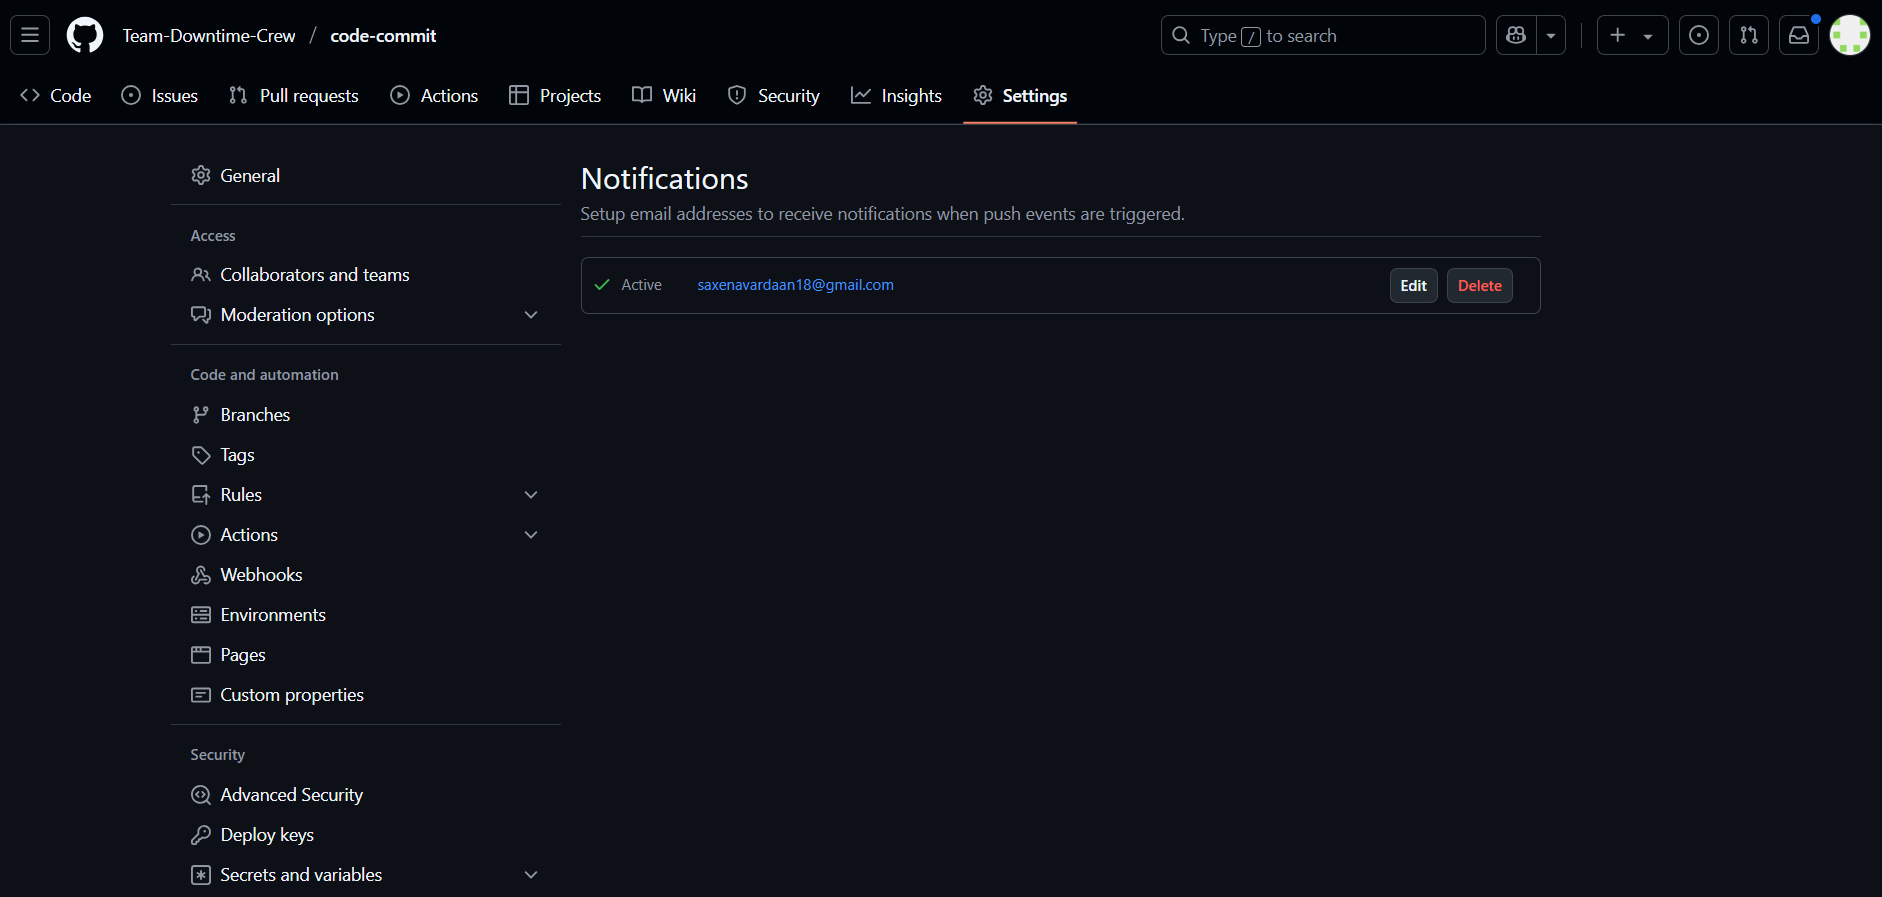 Team-Downtime-Crew / code-commit
Type / to search
Code Issues Pull requests Actions Projects Wiki Security Insights Settings
General
Access
Collaborators and teams
Moderation options
Code and automation
Branches
Tags
Rules
Actions
Webhooks
Environments
Pages
Custom properties
Security
Advanced Security
Deploy keys
Secrets and variables
Notifications
Setup email addresses to receive notifications when push events are triggered.
Active saxenavardaan18@gmail.com Edit Delete